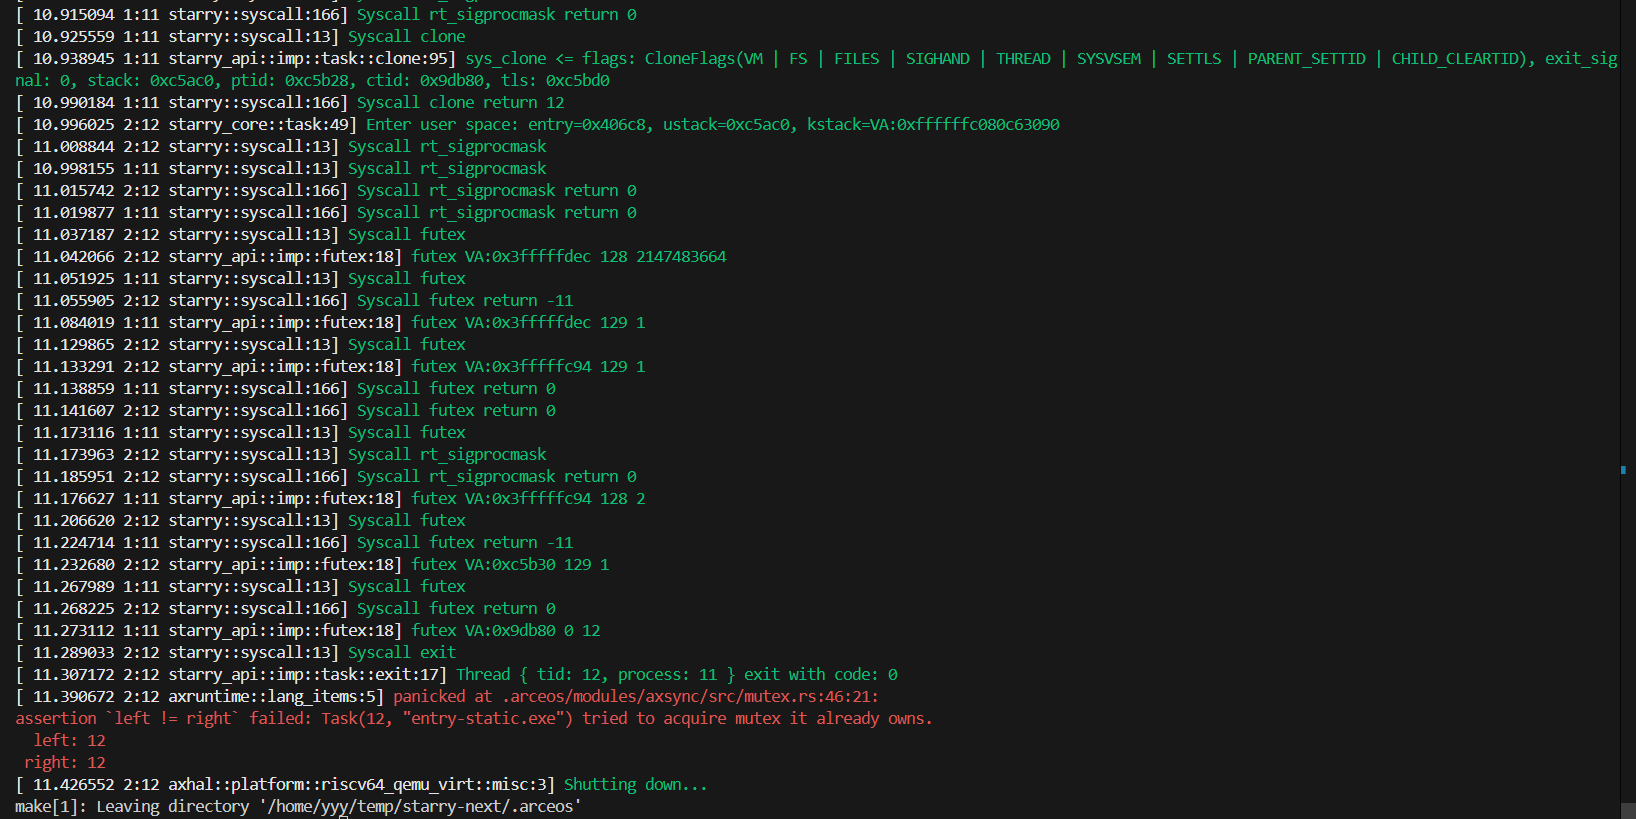 [ 10.915094 1:11 starry::syscall:166] Syscall rt_sigprocmask return 0
[ 10.925559 1:11 starry::syscall:13] Syscall clone
[ 10.938945 1:11 starry_api::imp::task::clone:95] sys_clone <= flags: CloneFlags(VM | FS | FILES | SIGHAND | THREAD | SYSVSEM | SETTLS | PARENT_SETTID | CHILD_CLEARTID), exit_sig
nal: 0, stack: 0xc5ac0, ptid: 0xc5b28, ctid: 0x9db80, tls: 0xc5bd0
[ 10.990184 1:11 starry::syscall:166] Syscall clone return 12
[ 10.996025 2:12 starry_core::task:49] Enter user space: entry=0x406c8, ustack=0xc5ac0, kstack=VA:0xffffffc080c63090
[ 11.008844 2:12 starry::syscall:13] Syscall rt_sigprocmask
[ 10.998155 1:11 starry::syscall:13] Syscall rt_sigprocmask
[ 11.015742 2:12 starry::syscall:166] Syscall rt_sigprocmask return 0
[ 11.019877 1:11 starry::syscall:166] Syscall rt_sigprocmask return 0
[ 11.037187 2:12 starry::syscall:13] Syscall futex
[ 11.042066 2:12 starry_api::imp::futex:18] futex VA:0x3fffffdec 128 2147483664
[ 11.051925 1:11 starry::syscall:13] Syscall futex
[ 11.055905 2:12 starry::syscall:166] Syscall futex return -11
[ 11.084019 1:11 starry_api::imp::futex:18] futex VA:0x3fffffdec 129 1
[ 11.129865 2:12 starry::syscall:13] Syscall futex
[ 11.133291 2:12 starry_api::imp::futex:18] futex VA:0x3fffffc94 129 1
[ 11.138859 1:11 starry::syscall:166] Syscall futex return 0
[ 11.141607 2:12 starry::syscall:166] Syscall futex return 0
[ 11.173116 1:11 starry::syscall:13] Syscall futex
[ 11.173963 2:12 starry::syscall:13] Syscall rt_sigprocmask
[ 11.185951 2:12 starry::syscall:166] Syscall rt_sigprocmask return 0
[ 11.176627 1:11 starry_api::imp::futex:18] futex VA:0x3fffffc94 128 2
[ 11.206620 2:12 starry::syscall:13] Syscall futex
[ 11.224714 1:11 starry::syscall:166] Syscall futex return -11
[ 11.232680 2:12 starry_api::imp::futex:18] futex VA:0xc5b30 129 1
[ 11.267989 1:11 starry::syscall:13] Syscall futex
[ 11.268225 2:12 starry::syscall:166] Syscall futex return 0
[ 11.273112 1:11 starry_api::imp::futex:18] futex VA:0x9db80 0 12
[ 11.289033 2:12 starry::syscall:13] Syscall exit
[ 11.307172 2:12 starry_api::imp::task::exit:17] Thread { tid: 12, process: 11 } exit with code: 0
[ 11.390672 2:12 axruntime::lang_items:5] panicked at .arceos/modules/axsync/src/mutex.rs:46:21:
assertion `left != right` failed: Task(12, "entry-static.exe") tried to acquire mutex it already owns.
  left: 12
 right: 12
[ 11.426552 2:12 axhal::platform::riscv64_qemu_virt::misc:3] Shutting down...
make[1]: Leaving directory '/home/yyy/temp/starry-next/.arceos'